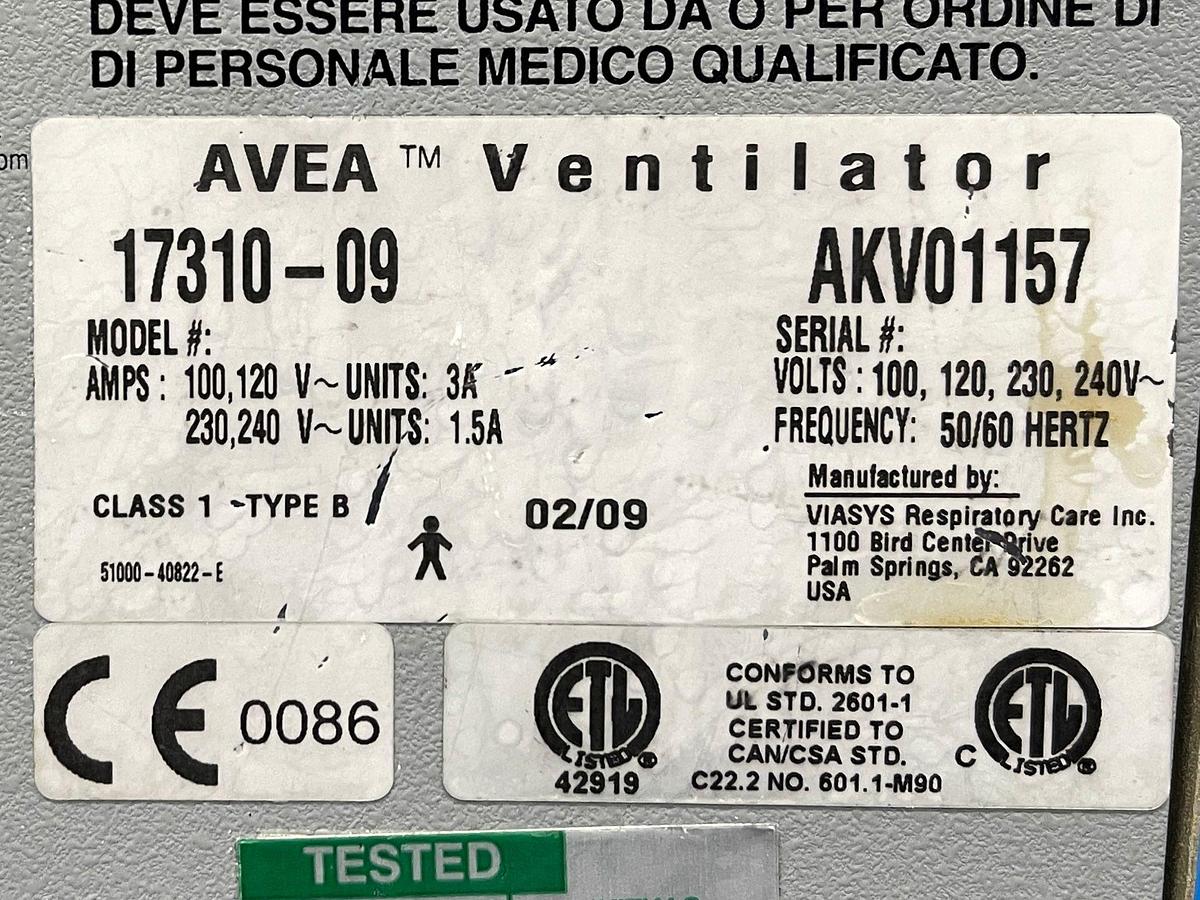 DEVE ESSERE USATO DA O PER ORDINE DI
DI PERSONALE MEDICO QUALIFICATO.
om
AVEA™ Ventilator
17310-09
AKV01157
MODEL #:
SERIAL #:
AMPS: 100,120 V~UNITS: 3A
VOLTS: 100, 120, 230, 240V~
230,240 V~UNITS: 1.5A
FREQUENCY: 50/60 HERTZ
Manufactured by:
CLASS 1 -TYPE B
02/09
VIASYS Respiratory Care Inc.
1100 Bird Center Drive
Palm Springs, CA 92262
USA
51000-40822-E
CE 0086
ETL
LISTED®
42919
CONFORMS TO
UL STD. 2601-1
CERTIFIED TO
CAN/CSA STD.
C22.2 NO. 601.1-M90
C ETL
LISTED®
TESTED